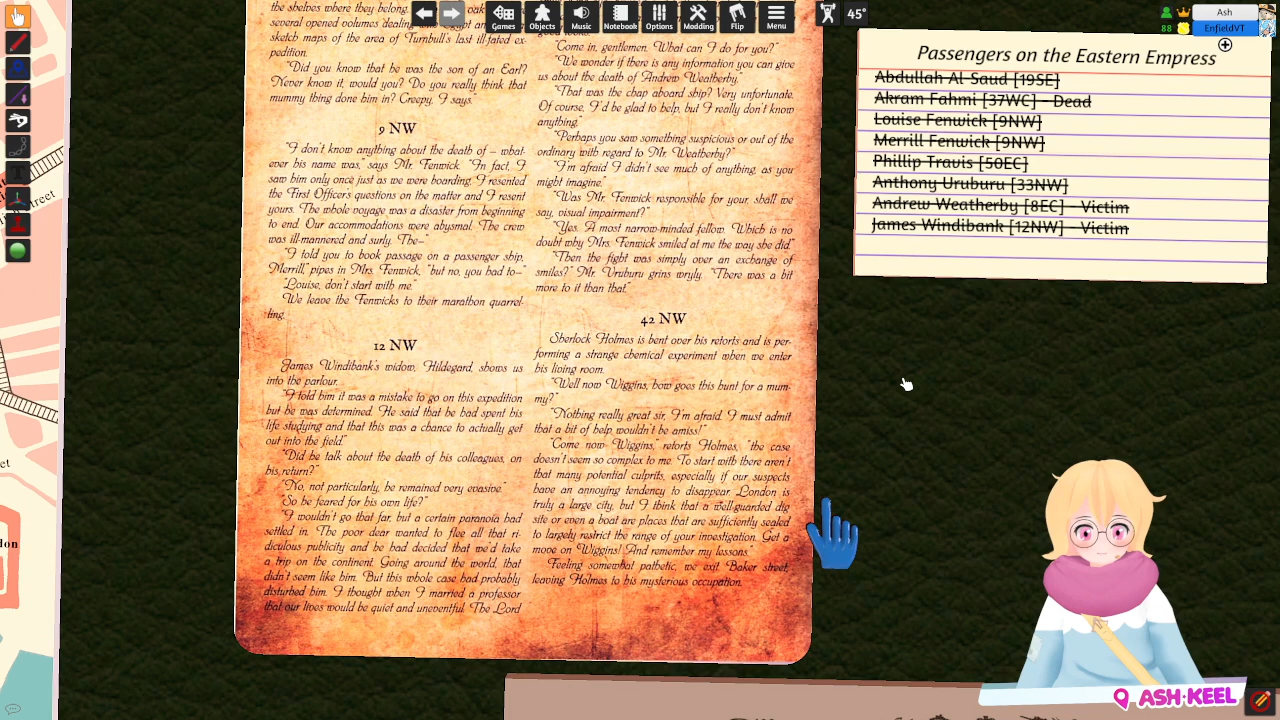 the shelves where they belong.
several opened volumes dealing
sketch maps of the area of Turnbull's last ill-fated ex-
pedition.
"Did you know that he was the son of an Earl?
Never know it would you? Do you really think that
mummy thing done him in? Creepy, I says."
9 NW
"I don't know anything about the death of – what-
ever his name was," says Mr. Fenwick. "In fact, I
saw him only once just as we were boarding. I resented
the First Officer's questions on the matter and I resent
yours. The whole voyage was a disaster from beginning
to end. Our accommodations were abysmal. The crew
was ill-mannered and surly. The–"
"I told you to book passage on a passenger ship,
Merrill," pipes in Mrs. Fenwick, "but no, you had to–"
"Louise, don't start with me."
We leave the Fenwicks to their marathon quarrel-
ling.
12 NW
James Windibank's widow, Hildegard, shows us
into the parlour.
"I told him it was a mistake to go on this expedition
but he was determined. He said that he had spent his
life studying and that this was a chance to actually get
out into the field."
"Did he talk about the death of his colleagues, on
his return?"
"No, not particularly, he remained very evasive."
"So he feared for his own life?"
"I wouldn't go that far, but a certain paranoia had
settled in. The poor dear wanted to flee all that ri-
diculous publicity and he had decided that we'd take
a trip on the continent. Going around the world, that
didn't seem like him. But this whole case had probably
disturbed him. I thought when I married a professor
that our lives would be quiet and uneventful. The Lord
good looks.
"Come in, gentlemen. What can I do for you?"
"We wonder if there is any information you can give
us about the death of Andrew Weatherby."
"That was the chap aboard ship? Very unfortunate.
Of course, I'd be glad to help, but I really don't know
anything."
"Perhaps you saw something suspicious or out of the
ordinary with regard to Mr. Weatherby?"
"I'm afraid I didn't see much of anything, as you
might imagine."
"Was Mr. Fenwick responsible for your, shall we
say, visual impairment?"
"Yes. A most narrow-minded fellow. Which is no
doubt why Mrs. Fenwick smiled at me the way she did."
"Then the fight was simply over an exchange of
smiles?" Mr. Uruburu grins wryly. "There was a bit
more to it than that."
42 NW
Sherlock Holmes is bent over his retorts and is per-
forming a strange chemical experiment when we enter
his living room.
"Well now Wiggins, how goes this hunt for a mum-
my?"
"Nothing really great sir, I'm afraid. I must admit
that a bit of help wouldn't be amiss!"
"Come now Wiggins," retorts Holmes, "the case
doesn't seem so complex to me. To start with there aren't
that many potential culprits, especially if our suspects
have an annoying tendency to disappear. London is
truly a large city, but I think that a well-guarded dig
site or even a boat are places that are sufficiently sealed
to largely restrict the range of your investigation. Get a
move on Wiggins! And remember my lessons."
Feeling somewhat pathetic, we exit Baker street,
leaving Holmes to his mysterious occupation.
Games Objects Music Notebook Options Modding Flip Menu
45°
Ash
88 EnfieldVT
Passengers on the Eastern Empress
Abdullah Al-Saud [19SE]
Akram Fahmi [37WC] - Dead
Louise Fenwick [9NW]
Merrill Fenwick [9NW]
Phillip Travis [50EC]
Anthony Uruburu [33NW]
Andrew Weatherby [8EC] - Victim
James Windibank [12NW] - Victim
ASH-KEEL